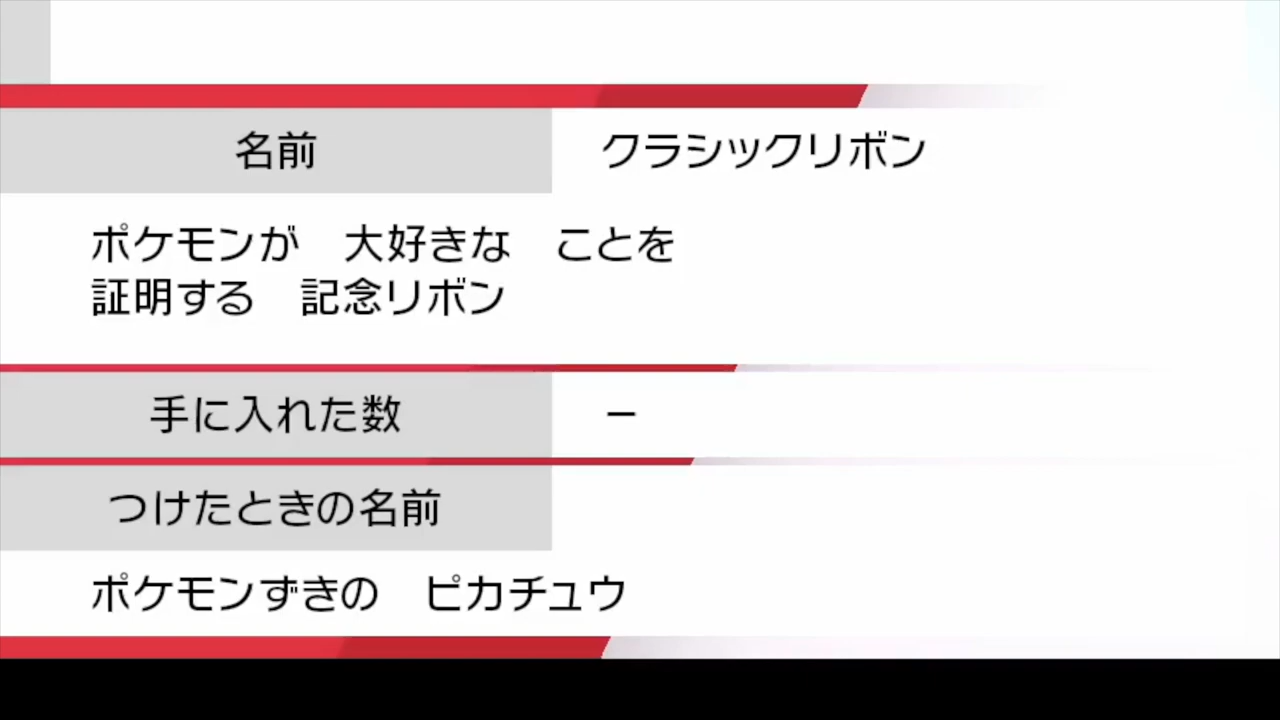 名前
クラシックリボン
ポケモンが　大好きな　ことを
証明する　記念リボン
手に入れた数
ー
つけたときの名前
ポケモンずきの　ピカチュウ